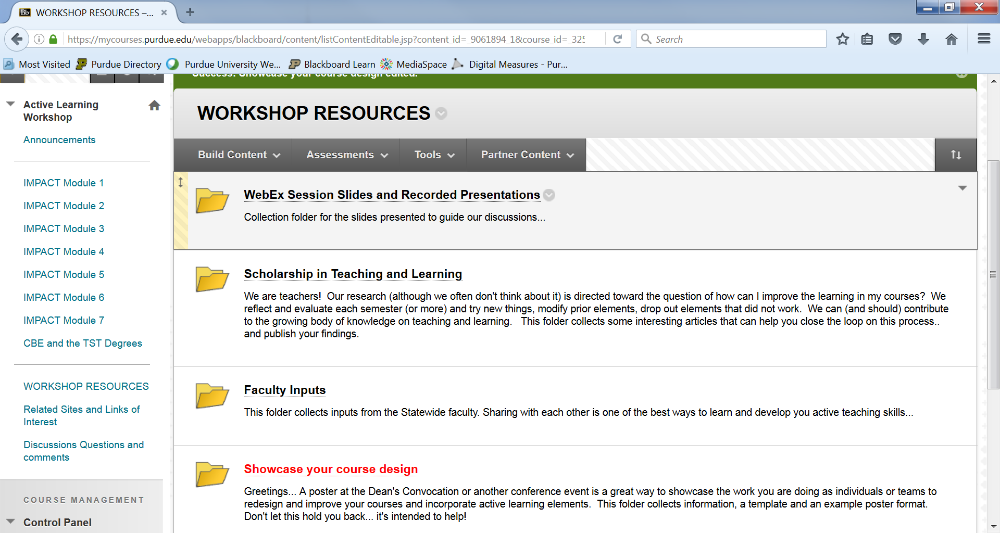 Bb WORKSHOP RESOURCES –...
https://mycourses.purdue.edu/webapps/blackboard/content/listContentEditable.jsp?content_id=_9061894_1&course_id=_325
Search
Most Visited Purdue Directory Purdue University We... Blackboard Learn MediaSpace Digital Measures - Pur...
Success: Showcase your course design edited.
Active Learning
Workshop
Announcements
IMPACT Module 1
IMPACT Module 2
IMPACT Module 3
IMPACT Module 4
IMPACT Module 5
IMPACT Module 6
IMPACT Module 7
CBE and the TST Degrees
WORKSHOP RESOURCES
Related Sites and Links of
Interest
Discussions Questions and
comments
COURSE MANAGEMENT
Control Panel
WORKSHOP RESOURCES
Build Content Assessments Tools Partner Content
WebEx Session Slides and Recorded Presentations
Collection folder for the slides presented to guide our discussions...
Scholarship in Teaching and Learning
We are teachers!  Our research (although we often don't think about it) is directed toward the question of how can I improve the learning in my courses?  We
reflect and evaluate each semester (or more) and try new things, modify prior elements, drop out elements that did not work.  We can (and should) contribute
to the growing body of knowledge on teaching and learning.   This folder collects some interesting articles that can help you close the loop on this process..
and publish your findings.
Faculty Inputs
This folder collects inputs from the Statewide faculty. Sharing with each other is one of the best ways to learn and develop you active teaching skills...
Showcase your course design
Greetings... A poster at the Dean's Convocation or another conference event is a great way to showcase the work you are doing as individuals or teams to
redesign and improve your courses and incorporate active learning elements.  This folder collects information, a template and an example poster format.
Don't let this hold you back... it's intended to help!